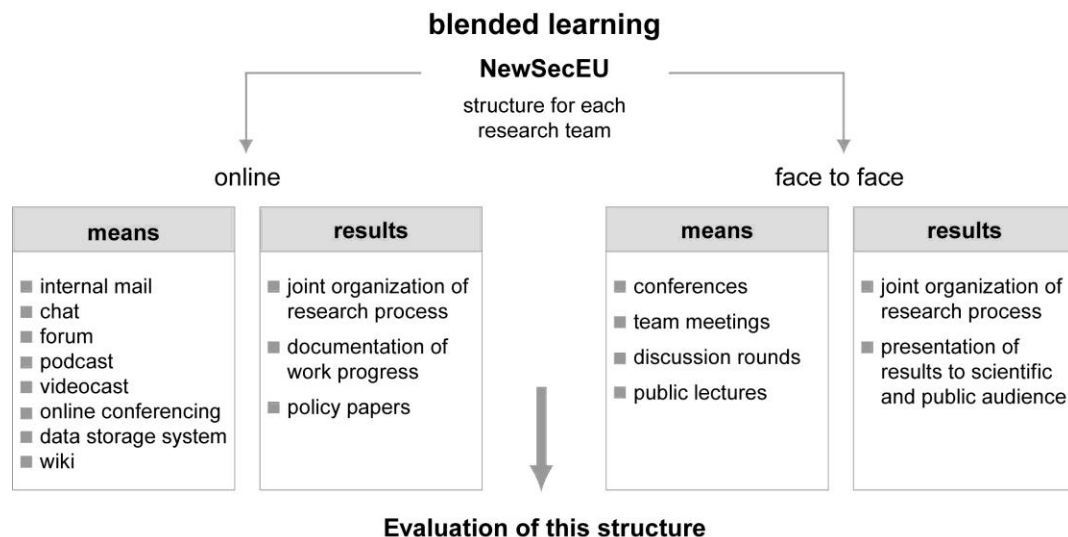 blended learning
NewSecEU
structure for each
research team
online
means
internal mail
chat
forum
podcast
videocast
online conferencing
data storage system
wiki
results
joint organization of
research process
documentation of
work progress
policy papers
face to face
means
conferences
team meetings
discussion rounds
public lectures
results
joint organization of
research process
presentation of
results to scientific
and public audience
Evaluation of this structure